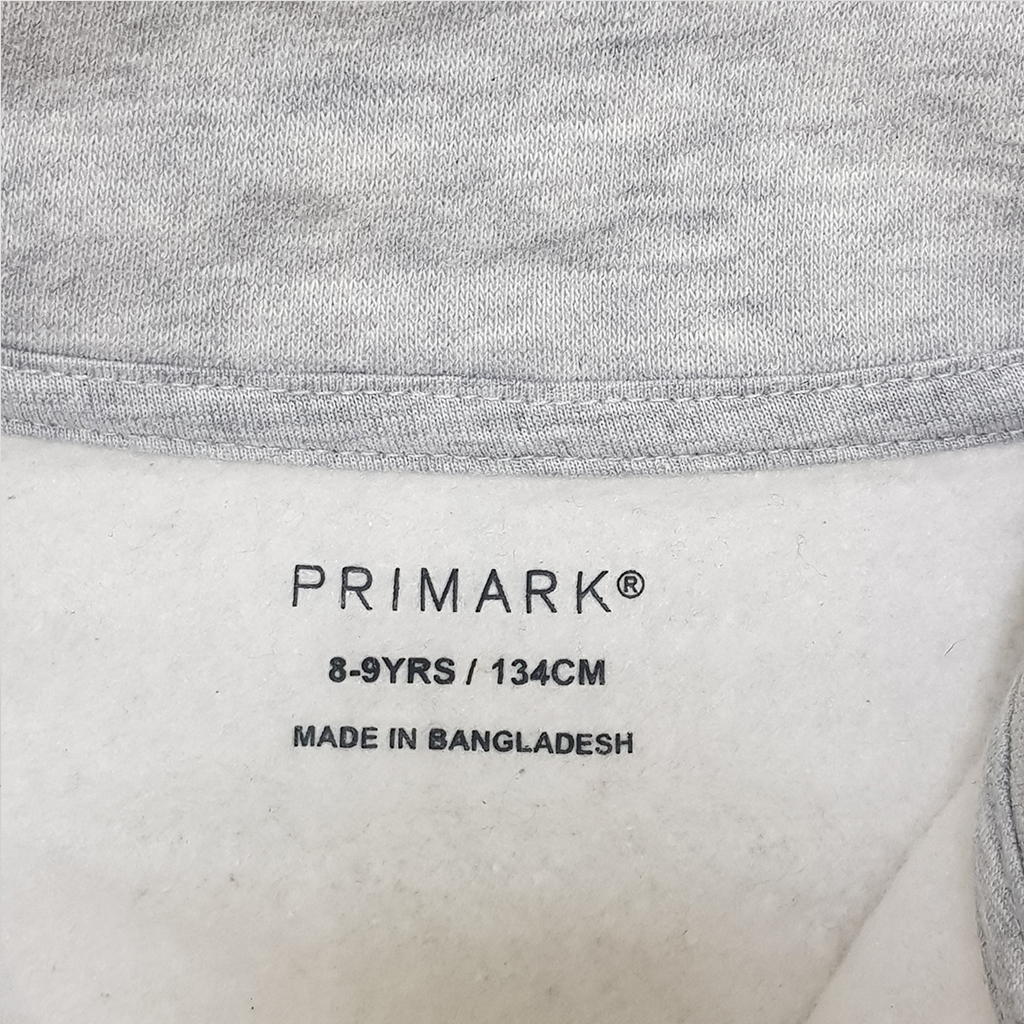 PRIMARK®
8-9YRS / 134CM
MADE IN BANGLADESH